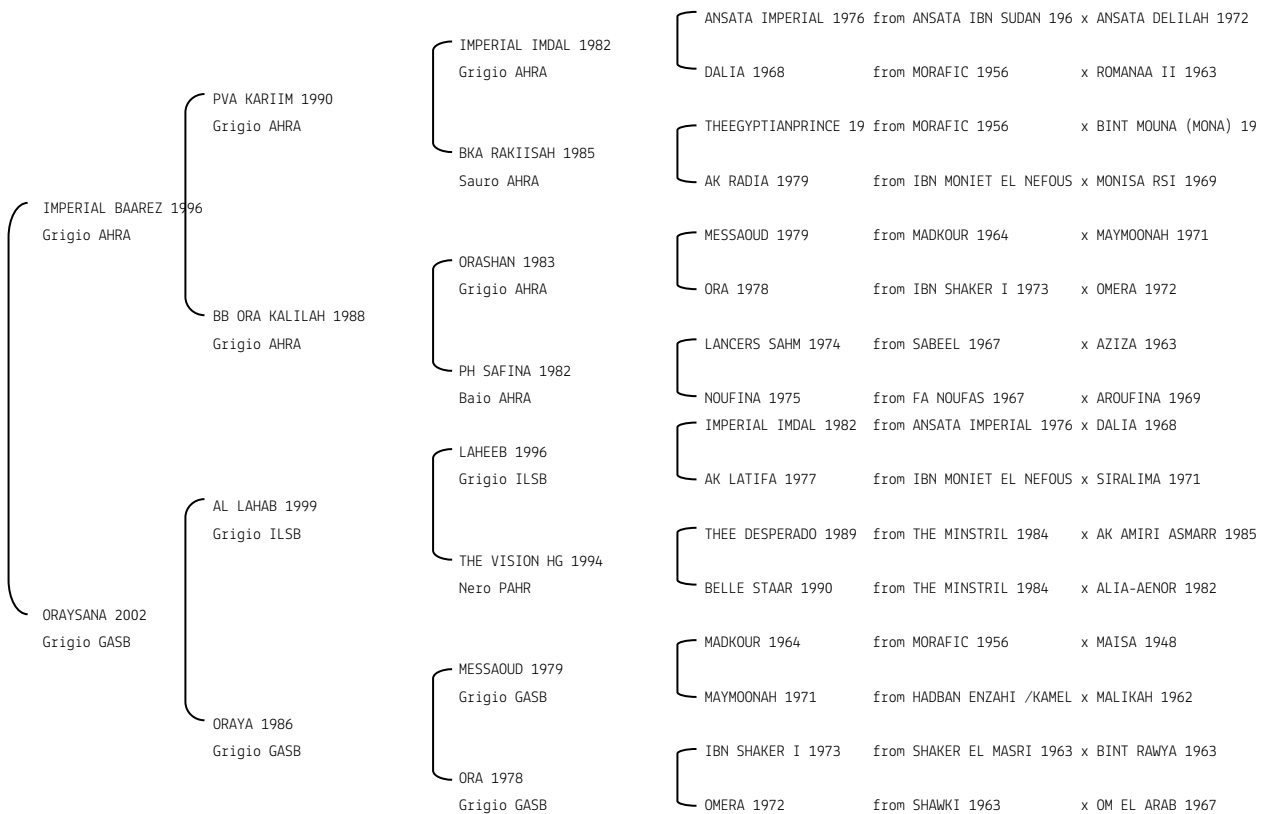 ANSATA IMPERIAL 1976 from ANSATA IBN SUDAN 196 x ANSATA DELILAH 1972
IMPERIAL IMDAL 1982
Grigio AHRA
DALIA 1968 from MORAFIC 1956 x ROMANAA II 1963
PVA KARIIM 1990
Grigio AHRA
THEEGYPTIANPRINCE 19 from MORAFIC 1956 x BINT MOUNA (MONA) 19
BKA RAKIISAH 1985
Sauro AHRA
AK RADIA 1979 from IBN MONIET EL NEFOUS x MONISA RSI 1969
IMPERIAL BAAREZ 1996
Grigio AHRA
MESSAOUD 1979 from MADKOUR 1964 x MAYMOONAH 1971
ORASHAN 1983
Grigio AHRA
ORA 1978 from IBN SHAKER I 1973 x OMERA 1972
BB ORA KALILAH 1988
Grigio AHRA
LANCERS SAHM 1974 from SABEEL 1967 x AZIZA 1963
PH SAFINA 1982
Baio AHRA
NOUFINA 1975 from FA NOUFAS 1967 x AROUFINA 1969
IMPERIAL IMDAL 1982 from ANSATA IMPERIAL 1976 x DALIA 1968
LAHEEB 1996
Grigio ILSB
AK LATIFA 1977 from IBN MONIET EL NEFOUS x SIRALIMA 1971
AL LAHAB 1999
Grigio ILSB
THEE DESPERADO 1989 from THE MINSTRIL 1984 x AK AMIRI ASMARR 1985
THE VISION HG 1994
Nero PAHR
BELLE STAAR 1990 from THE MINSTRIL 1984 x ALIA-AENOR 1982
ORAYSANA 2002
Grigio GASB
MADKOUR 1964 from MORAFIC 1956 x MAISA 1948
MESSAOUD 1979
Grigio GASB
MAYMOONAH 1971 from HADBAN ENZAHI /KAMEL x MALIKAH 1962
ORAYA 1986
Grigio GASB
IBN SHAKER I 1973 from SHAKER EL MASRI 1963 x BINT RAWYA 1963
ORA 1978
Grigio GASB
OMERA 1972 from SHAWKI 1963 x OM EL ARAB 1967